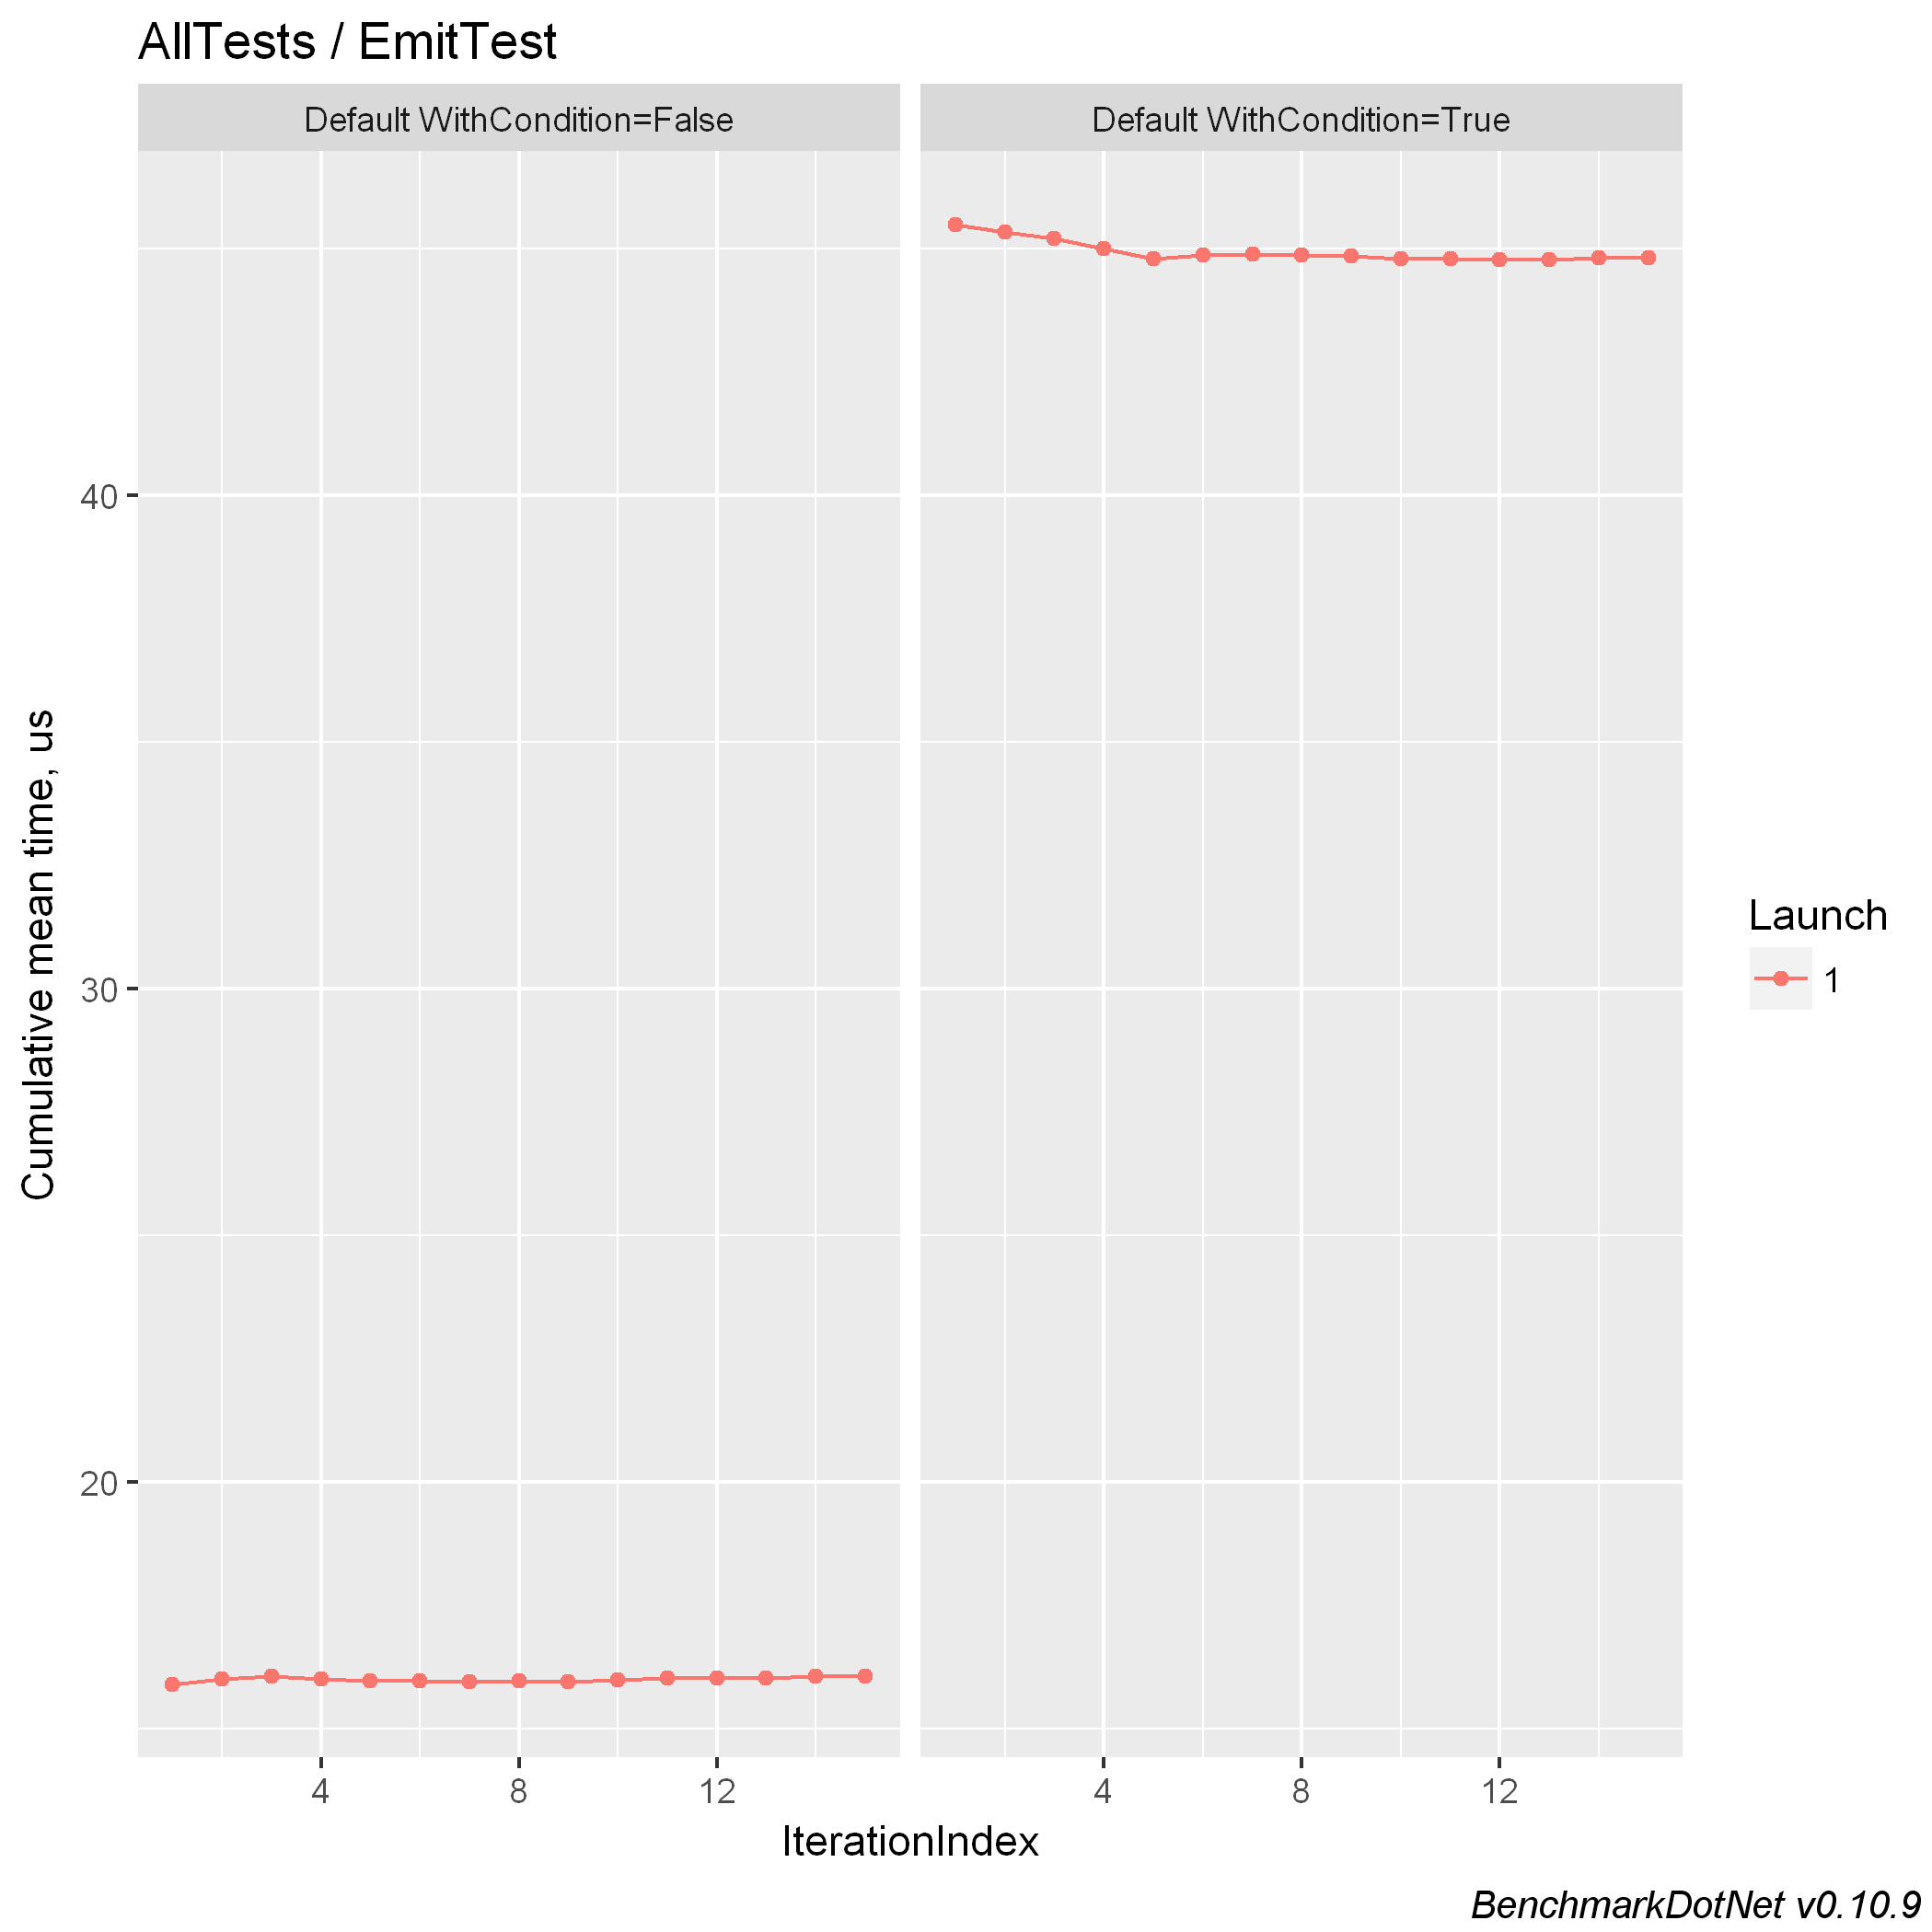 AllTests / EmitTest
Default WithCondition=False
Default WithCondition=True
Cumulative mean time, us
40
30
20
4
8
12
4
8
12
IterationIndex
Launch
1
BenchmarkDotNet v0.10.9